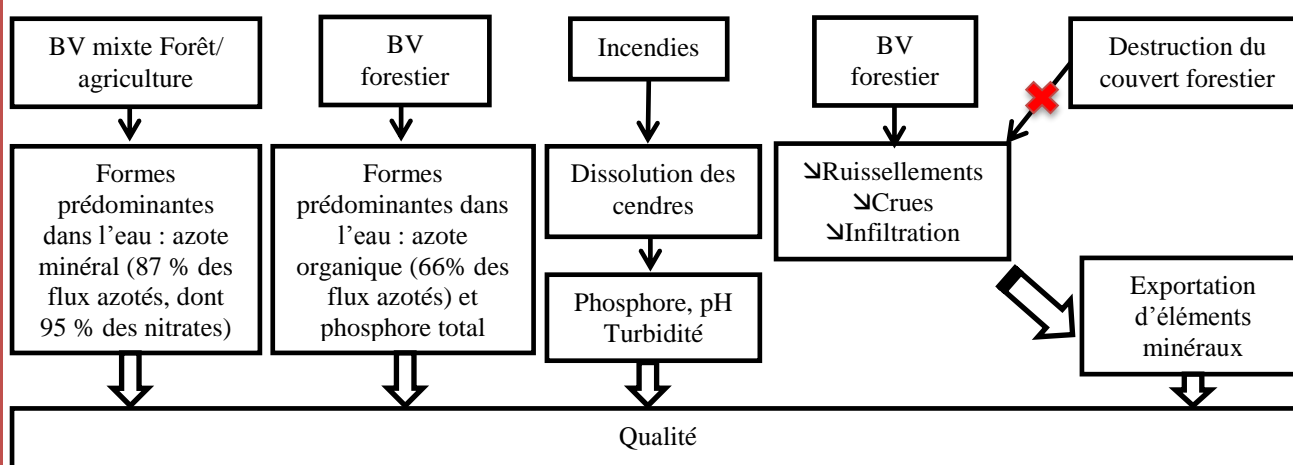 BV mixte Forêt/
agriculture
BV
forestier
Incendies
BV
forestier
Destruction du
couvert forestier
Formes
prédominantes
dans l’eau : azote
minéral (87 % des
flux azotés, dont
95 % des nitrates)
Formes
prédominantes dans
l’eau : azote
organique (66% des
flux azotés) et
phosphore total
Dissolution des
cendres
↘Ruissellements
↘Crues
↘Infiltration
Phosphore, pH
Turbidité
Exportation
d’éléments
minéraux
Qualité